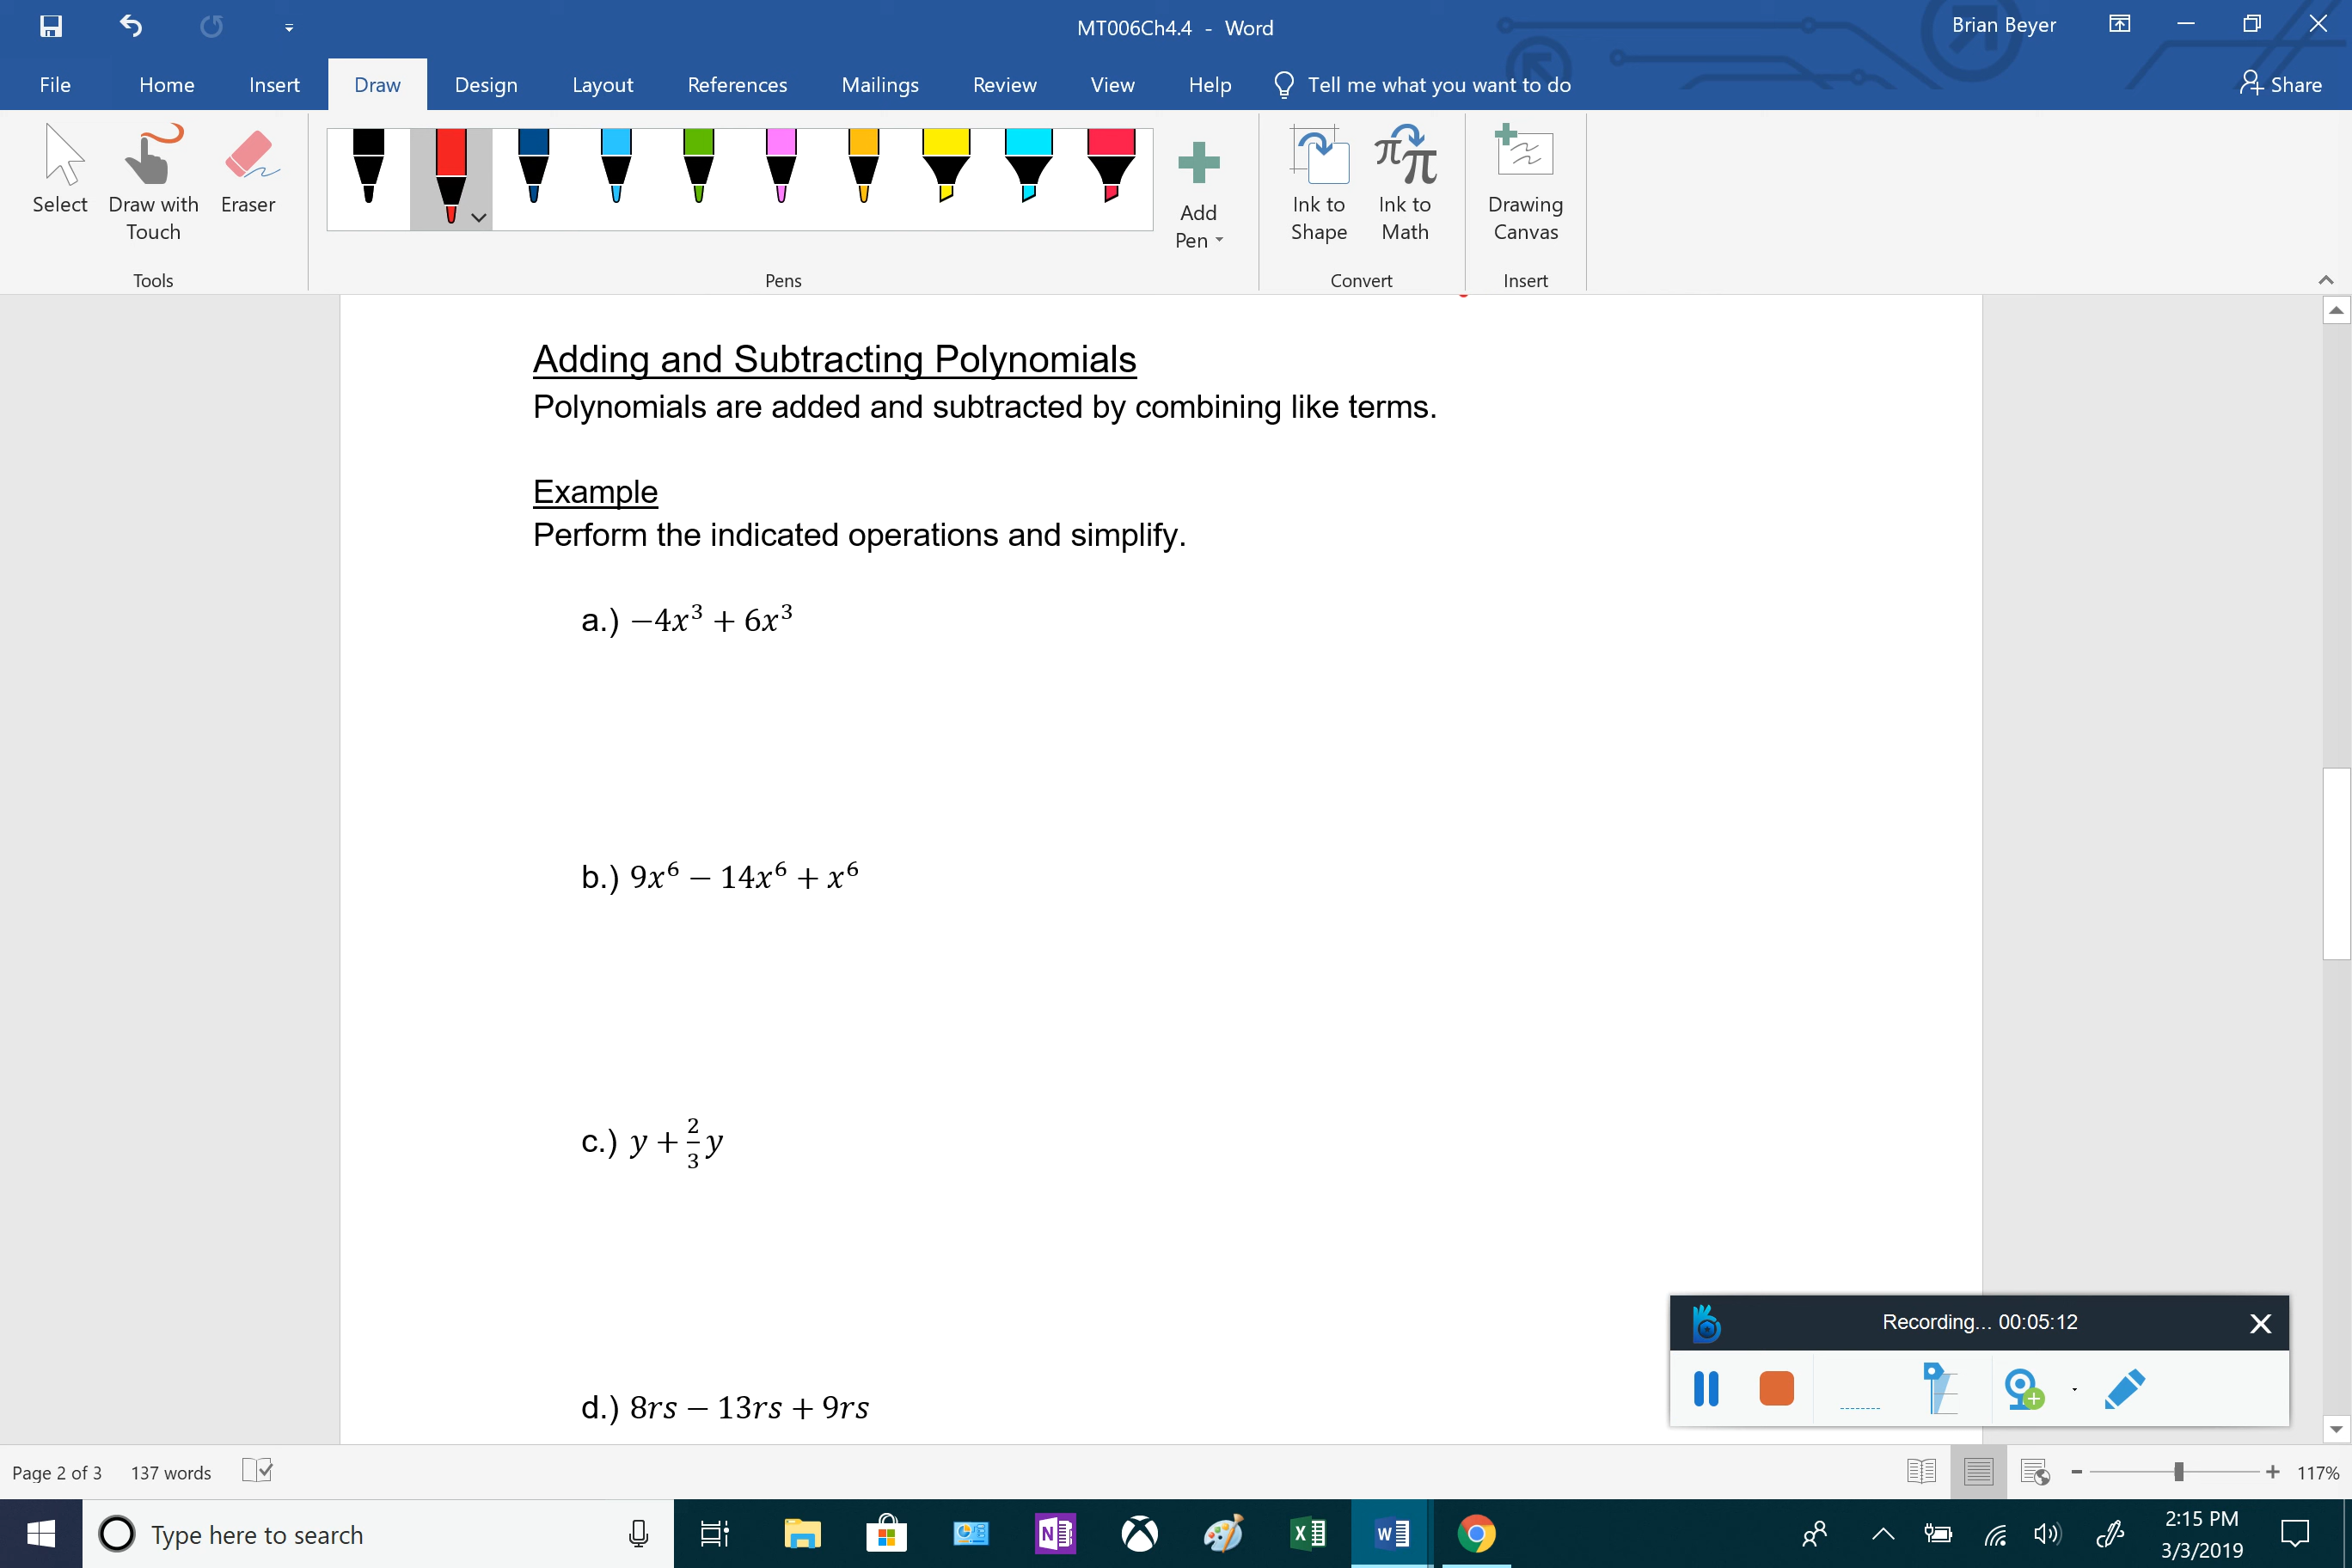 MT006Ch4.4 - Word
Brian Beyer
File Home Insert Draw Design Layout References Mailings Review View Help Tell me what you want to do Share
Select Draw with Touch Eraser
Add Pen
Ink to Shape Ink to Math
Drawing Canvas
Tools Pens Convert Insert
Adding and Subtracting Polynomials
Polynomials are added and subtracted by combining like terms.
Example
Perform the indicated operations and simplify.
a.) −4x³ + 6x³
b.) 9x⁶ − 14x⁶ + x⁶
c.) y + 2/3 y
d.) 8rs − 13rs + 9rs
Recording... 00:05:12
Page 2 of 3 137 words 117%
Type here to search
2:15 PM
3/3/2019